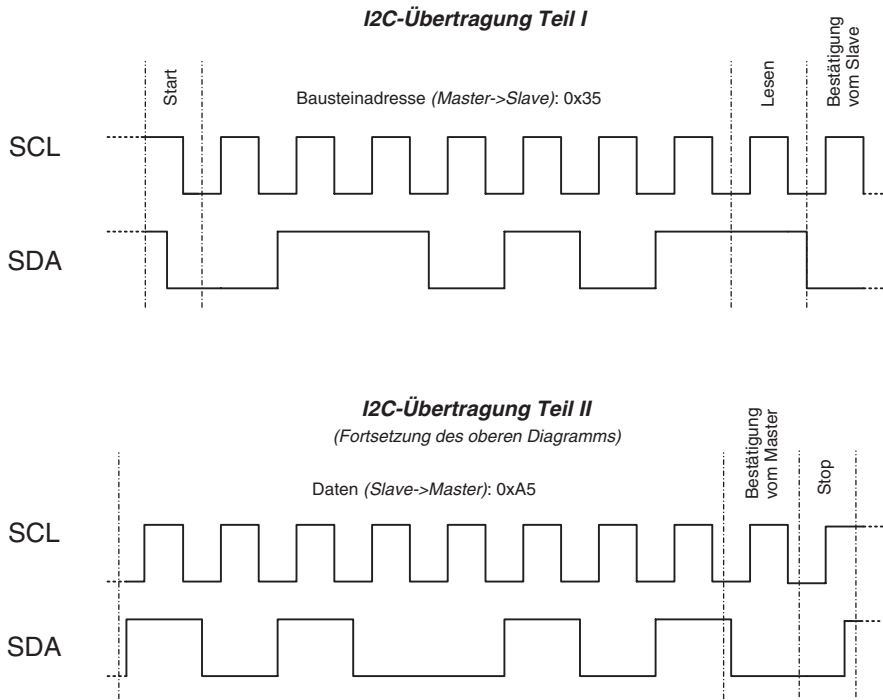 I2C-Übertragung Teil I
Start
Bausteinadresse (Master->Slave): 0x35
Lesen
Bestätigung
vom Slave
SCL
SDA
I2C-Übertragung Teil II
(Fortsetzung des oberen Diagramms)
Daten (Slave->Master): 0xA5
Bestätigung
vom Master
Stop
SCL
SDA